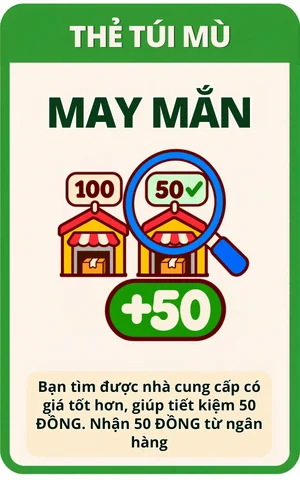 THẺ TÚI MÙ
MAY MẮN
100
50
+50
Bạn tìm được nhà cung cấp có
giá tốt hơn, giúp tiết kiệm 50
ĐỒNG. Nhận 50 ĐỒNG từ ngân
hàng